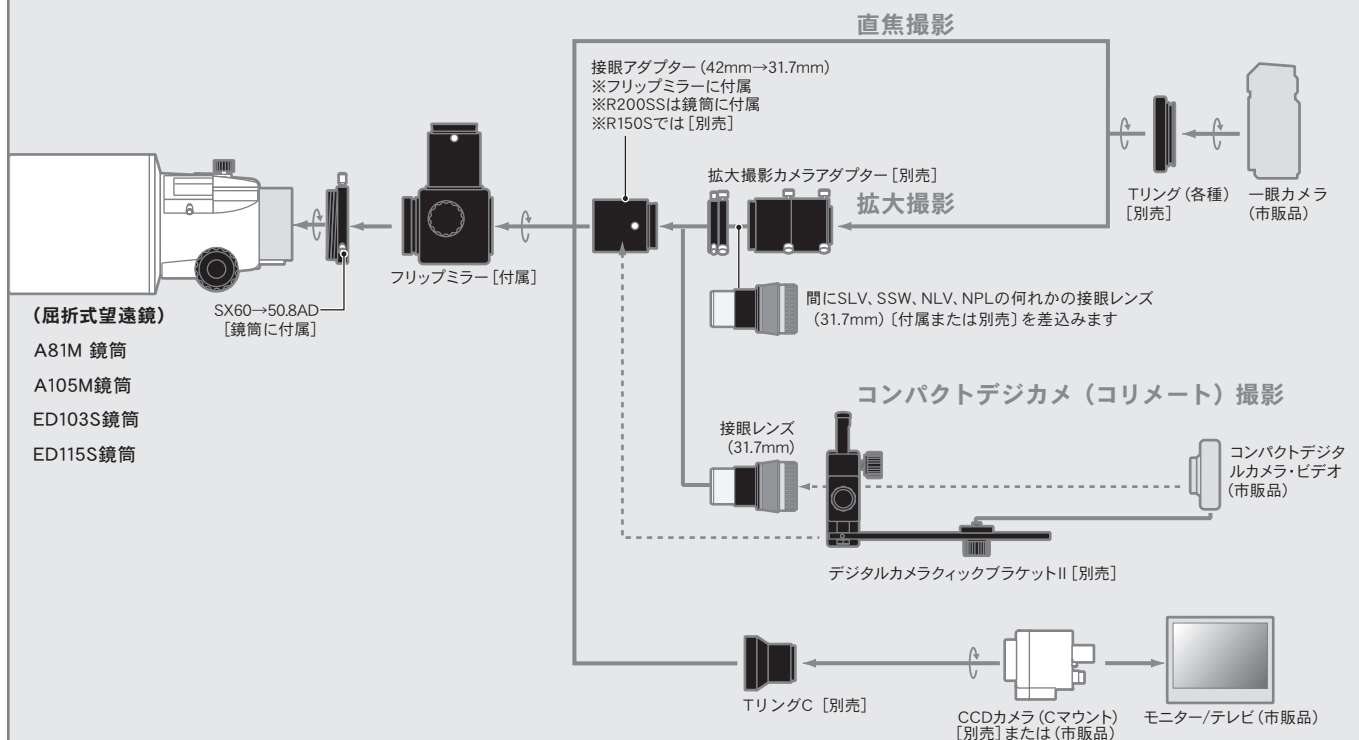 直焦撮影
接眼アダプター（42mm→31.7mm）
※フリップミラーに付属
※R200SSは鏡筒に付属
※R150Sでは［別売］
拡大撮影カメラアダプター［別売］
拡大撮影
Tリング（各種）
［別売］
一眼カメラ
（市販品）
フリップミラー［付属］
SX60→50.8AD
［鏡筒に付属］
間にSLV、SSW、NLV、NPLの何れかの接眼レンズ
（31.7mm）〔付属または別売〕を差込みます
（屈折式望遠鏡）
A81M 鏡筒
A105M鏡筒
ED103S鏡筒
ED115S鏡筒
コンパクトデジカメ（コリメート）撮影
接眼レンズ
（31.7mm）
コンパクトデジタ
ルカメラ・ビデオ
（市販品）
デジタルカメラクィックブラケットII［別売］
TリングC［別売］
CCDカメラ（Cマウント）
［別売］または（市販品）
モニター/テレビ（市販品）